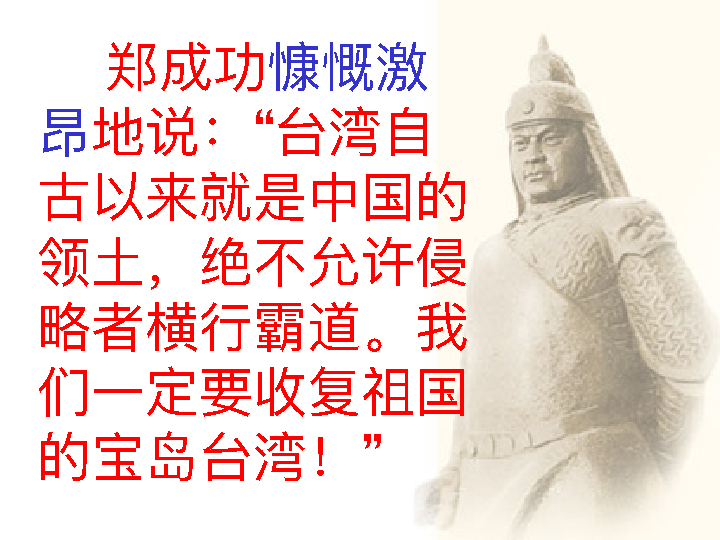 郑成功慷慨激
昂地说：“台湾自
古以来就是中国的
领土，绝不允许侵
略者横行霸道。我
们一定要收复祖国
的宝岛台湾！”